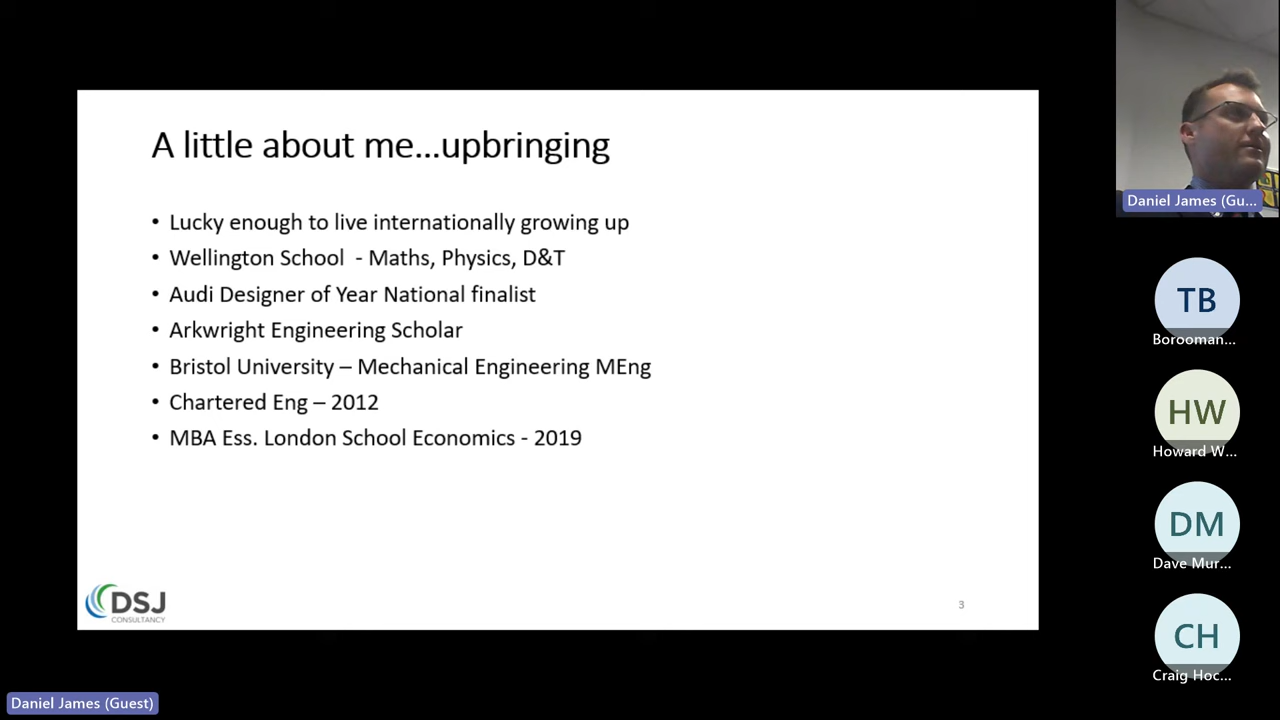 A little about me...upbringing
• Lucky enough to live internationally growing up
• Wellington School - Maths, Physics, D&T
• Audi Designer of Year National finalist
• Arkwright Engineering Scholar
• Bristol University – Mechanical Engineering MEng
• Chartered Eng – 2012
• MBA Ess. London School Economics - 2019
DSJ
CONSULTANCY
3
Daniel James (Gu...
TB
Borooman...
HW
Howard W...
DM
Dave Mur...
CH
Craig Hoc...
Daniel James (Guest)